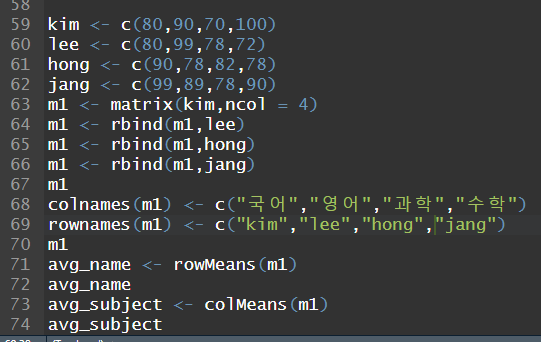 58
59 kim <- c(80,90,70,100)
60 lee <- c(80,99,78,72)
61 hong <- c(90,78,82,78)
62 jang <- c(99,89,78,90)
63 m1 <- matrix(kim,ncol = 4)
64 m1 <- rbind(m1,lee)
65 m1 <- rbind(m1,hong)
66 m1 <- rbind(m1,jang)
67 m1
68 colnames(m1) <- c("국어","영어","과학","수학")
69 rownames(m1) <- c("kim","lee","hong","jang")
70 m1
71 avg_name <- rowMeans(m1)
72 avg_name
73 avg_subject <- colMeans(m1)
74 avg_subject